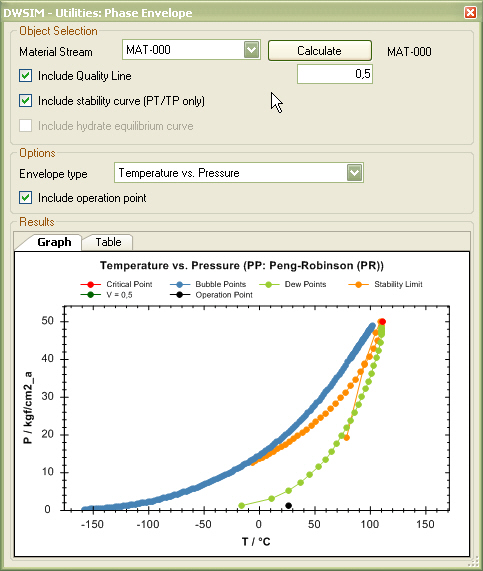 DWSIM - Utilities: Phase Envelope
Object Selection
Material Stream MAT-000 Calculate MAT-000
Include Quality Line 0,5
Include stability curve (PT/TP only)
Include hydrate equilibrium curve
Options
Envelope type Temperature vs. Pressure
Include operation point
Results
Graph Table
Temperature vs. Pressure (PP: Peng-Robinson (PR))
Critical Point Bubble Points Dew Points Stability Limit
V = 0,5 Operation Point
P / kgf/cm2_a
50
40
30
20
10
0
-150 -100 -50 0 50 100 150
T / °C